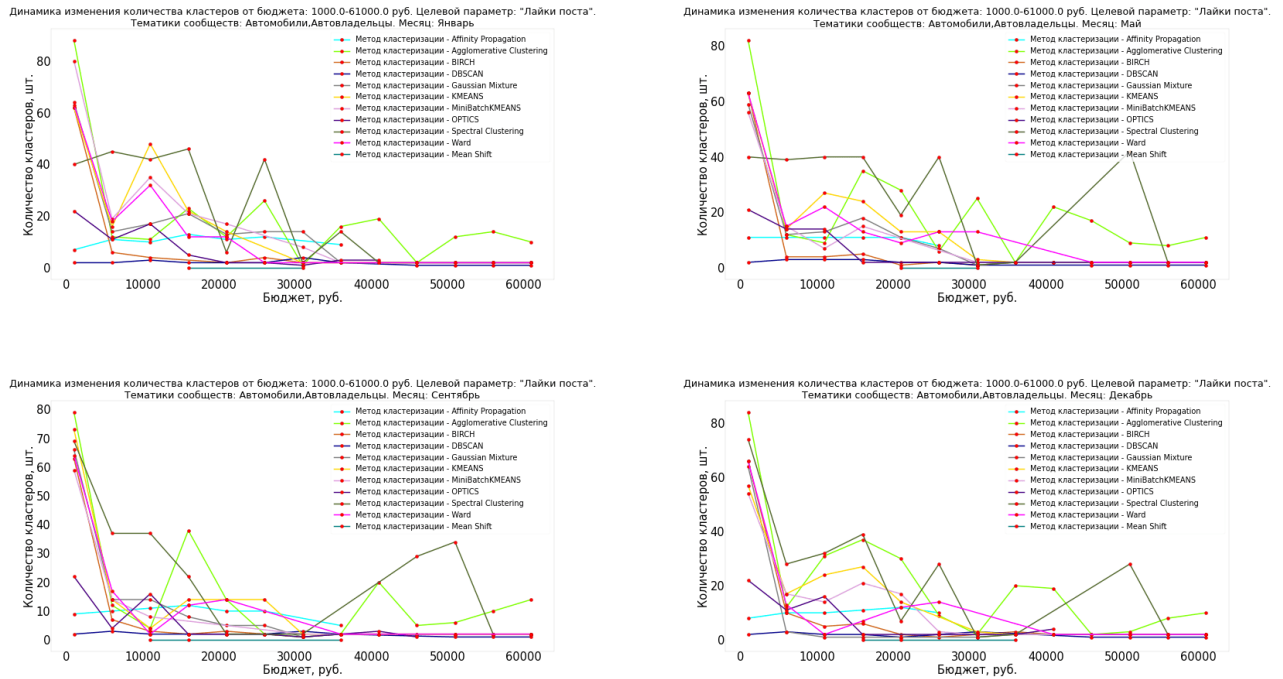 Динамика изменения количества кластеров от бюджета: 1000.0-61000.0 руб. Целевой параметр: "Лайки поста".
Тематики сообществ: Автомобили,Автовладельцы. Месяц: Январь
Количество кластеров, шт.
80
60
40
20
0
Метод кластеризации - Affinity Propagation
Метод кластеризации - Agglomerative Clustering
Метод кластеризации - BIRCH
Метод кластеризации - DBSCAN
Метод кластеризации - Gaussian Mixture
Метод кластеризации - KMEANS
Метод кластеризации - MiniBatchKMEANS
Метод кластеризации - OPTICS
Метод кластеризации - Spectral Clustering
Метод кластеризации - Ward
Метод кластеризации - Mean Shift
0 10000 20000 30000 40000 50000 60000
Бюджет, руб.
Динамика изменения количества кластеров от бюджета: 1000.0-61000.0 руб. Целевой параметр: "Лайки поста".
Тематики сообществ: Автомобили,Автовладельцы. Месяц: Май
Количество кластеров, шт.
80
60
40
20
0
Метод кластеризации - Affinity Propagation
Метод кластеризации - Agglomerative Clustering
Метод кластеризации - BIRCH
Метод кластеризации - DBSCAN
Метод кластеризации - Gaussian Mixture
Метод кластеризации - KMEANS
Метод кластеризации - MiniBatchKMEANS
Метод кластеризации - OPTICS
Метод кластеризации - Spectral Clustering
Метод кластеризации - Ward
Метод кластеризации - Mean Shift
0 10000 20000 30000 40000 50000 60000
Бюджет, руб.
Динамика изменения количества кластеров от бюджета: 1000.0-61000.0 руб. Целевой параметр: "Лайки поста".
Тематики сообществ: Автомобили,Автовладельцы. Месяц: Сентябрь
Количество кластеров, шт.
80
70
60
50
40
30
20
10
0
Метод кластеризации - Affinity Propagation
Метод кластеризации - Agglomerative Clustering
Метод кластеризации - BIRCH
Метод кластеризации - DBSCAN
Метод кластеризации - Gaussian Mixture
Метод кластеризации - KMEANS
Метод кластеризации - MiniBatchKMEANS
Метод кластеризации - OPTICS
Метод кластеризации - Spectral Clustering
Метод кластеризации - Ward
Метод кластеризации - Mean Shift
0 10000 20000 30000 40000 50000 60000
Бюджет, руб.
Динамика изменения количества кластеров от бюджета: 1000.0-61000.0 руб. Целевой параметр: "Лайки поста".
Тематики сообществ: Автомобили,Автовладельцы. Месяц: Декабрь
Количество кластеров, шт.
80
60
40
20
0
Метод кластеризации - Affinity Propagation
Метод кластеризации - Agglomerative Clustering
Метод кластеризации - BIRCH
Метод кластеризации - DBSCAN
Метод кластеризации - Gaussian Mixture
Метод кластеризации - KMEANS
Метод кластеризации - MiniBatchKMEANS
Метод кластеризации - OPTICS
Метод кластеризации - Spectral Clustering
Метод кластеризации - Ward
Метод кластеризации - Mean Shift
0 10000 20000 30000 40000 50000 60000
Бюджет, руб.